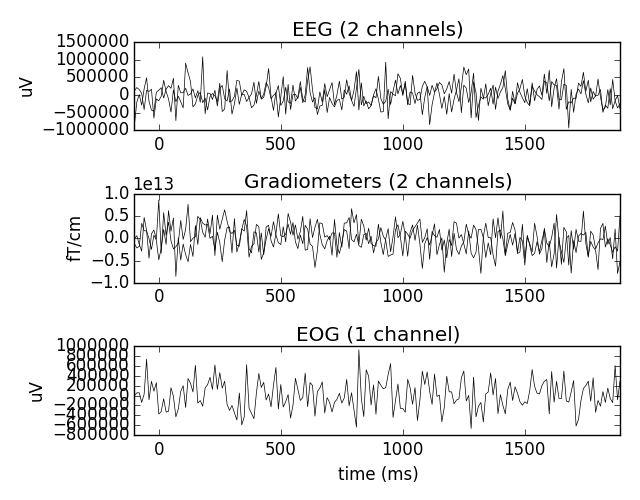 EEG (2 channels)
1500000
1000000
500000
0
−500000
−1000000
uV
0 500 1000 1500
1e13 Gradiometers (2 channels)
1.0
0.5
0.0
−0.5
−1.0
fT/cm
0 500 1000 1500
EOG (1 channel)
1000000
800000
600000
400000
200000
0
−200000
−400000
−600000
−800000
uV
0 500 1000 1500
time (ms)